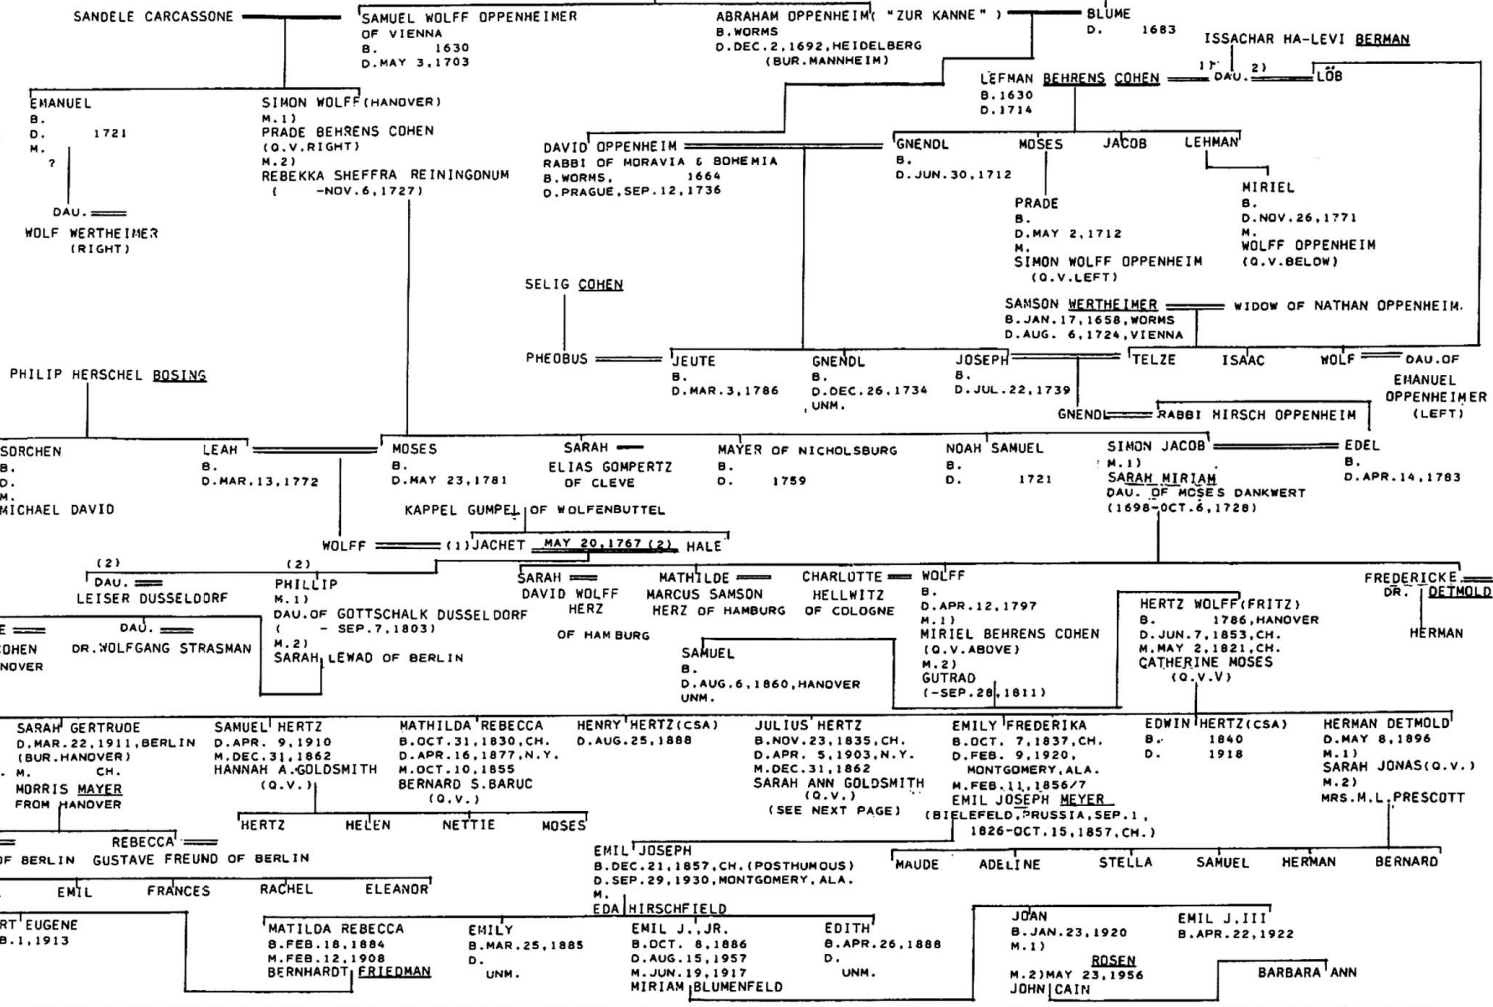 SANDELE CARCASSONE
SAMUEL WOLFF OPPENHEIMER
OF VIENNA
B. 1630
D.MAY 3,1703
ABRAHAM OPPENHEIM( "ZUR KANNE" )
B.WORMS
D.DEC.2,1692,HEIDELBERG
(BUR.MANNHEIM)
BLUME
D. 1683
ISSACHAR HA-LEVI BERMAN
LEFMAN BEHRENS COHEN
B.1630
D.1714
1) DAU. 2)
LÖB
EMANUEL
B.
D. 1721
M.
?
DAU.
WOLF WERTHEIMER
(RIGHT)
SIMON WOLFF(HANOVER)
M.1)
PRADE BEHRENS COHEN
(Q.V.RIGHT)
M.2)
REBEKKA SHEFFRA REININGONUM
( -NOV.6,1727)
DAVID OPPENHEIM
RABBI OF MORAVIA & BOHEMIA
B.WORMS, 1664
D.PRAGUE,SEP.12,1736
GNENDL
B.
D.JUN.30,1712
MOSES
JACOB
LEHMAN
PRADE
B.
D.MAY 2,1712
M.
SIMON WOLFF OPPENHEIM
(Q.V.LEFT)
MIRIEL
B.
D.NOV.26,1771
M.
WOLFF OPPENHEIM
(Q.V.BELOW)
SELIG COHEN
SAMSON WERTHEIMER
B.JAN.17,1658,WORMS
D.AUG. 6,1724,VIENNA
WIDOW OF NATHAN OPPENHEIM.
PHEOBUS
JEUTE
B.
D.MAR.3,1786
GNENDL
B.
D.DEC.26,1734
UNM.
JOSEPH
B.
D.JUL.22,1739
TELZE
ISAAC
WOLF
DAU.OF
EMANUEL
OPPENHEIMER
(LEFT)
PHILIP HERSCHEL BOSING
GNENDL
RABBI HIRSCH OPPENHEIM
SORCHEN
B.
D.
M.
MICHAEL DAVID
LEAH
B.
D.MAR.13,1772
MOSES
B.
D.MAY 23,1781
SARAH
ELIAS GOMPERTZ
OF CLEVE
MAYER OF NICHOLSBURG
B.
D. 1759
NOAH SAMUEL
B.
D. 1721
SIMON JACOB
M.1)
SARAH MIRIAM
DAU. OF MOSES DANKWERT
(1698-OCT.6,1728)
EDEL
B.
D.APR.14,1783
KAPPEL GUMPEL OF WOLFENBUTTEL
WOLFF
(1)JACHET
MAY 20,1767 (2)
HALE
(2)
DAU.
LEISER DUSSELDORF
(2)
PHILLIP
M.1)
DAU.OF GOTTSCHALK DUSSELDORF
( - SEP.7,1803)
M.2)
SARAH LEWAD OF BERLIN
SARAH
DAVID WOLFF
HERZ
OF HAMBURG
MATHILDE
MARCUS SAMSON
HERZ OF HAMBURG
CHARLOTTE
HELLWITZ
OF COLOGNE
WOLFF
B.
D.APR.12,1797
M.1)
MIRIEL BEHRENS COHEN
(Q.V.ABOVE)
M.2)
GUTRAD
(-SEP.28,1811)
FREDERICKE
DR. DETMOLD
HERMAN
HERTZ WOLFF(FRITZ)
B. 1786,HANOVER
D.JUN.7,1853,CH.
M.MAY 2,1821,CH.
CATHERINE MOSES
(Q.V.V)
E
OHEN
NOVER
DAU.
DR.WOLFGANG STRASMAN
SAMUEL
B.
D.AUG.6,1860,HANOVER
UNM.
SARAH GERTRUDE
D.MAR.22,1911,BERLIN
(BUR.HANOVER)
M. CH.
MORRIS MAYER
FROM HANOVER
SAMUEL HERTZ
D.APR. 9,1910
M.DEC.31,1862
HANNAH A.GOLDSMITH
(Q.V.)
MATHILDA REBECCA
B.OCT.31,1830,CH.
D.APR.16,1877,N.Y.
M.OCT.10,1855
BERNARD S.BARUC
(Q.V.)
HENRY HERTZ(CSA)
D.AUG.25,1888
JULIUS HERTZ
B.NOV.23,1835,CH.
D.APR. 5,1903,N.Y.
M.DEC.31,1862
SARAH ANN GOLDSMITH
(Q.V.)
(SEE NEXT PAGE)
EMILY FREDERIKA
B.OCT. 7,1837,CH.
D.FEB. 9,1920,
MONTGOMERY,ALA.
M.FEB.11,1856/7
EMIL JOSEPH MEYER
(BIELEFELD,PRUSSIA,SEP.1,
1826-OCT.15,1857,CH.)
EDWIN HERTZ(CSA)
B. 1840
D. 1918
HERMAN DETMOLD
D.MAY 8,1896
M.1)
SARAH JONAS(Q.V.)
M.2)
MRS.M.L.PRESCOTT
HERTZ
HELEN
NETTIE
MOSES
REBECCA
OF BERLIN
GUSTAVE FREUND OF BERLIN
EMIL JOSEPH
B.DEC.21,1857,CH.(POSTHUMOUS)
D.SEP.29,1930,MONTGOMERY,ALA.
M.
EDA HIRSCHFIELD
MAUDE
ADELINE
STELLA
SAMUEL
HERMAN
BERNARD
EMIL
FRANCES
RACHEL
ELEANOR
RT EUGENE
B.1,1913
MATILDA REBECCA
B.FEB.18,1884
M.FEB.12,1908
BERNHARDT FRIEDMAN
EMILY
B.MAR.25,1885
D.
UNM.
EMIL J.,JR.
B.OCT. 8,1886
D.AUG.15,1957
M.JUN.19,1917
MIRIAM BLUMENFELD
EDITH
B.APR.26,1888
D.
UNM.
JOAN
B.JAN.23,1920
M.1)
ROSEN
M.2)MAY 23,1956
JOHN CAIN
EMIL J.III
B.APR.22,1922
BARBARA ANN